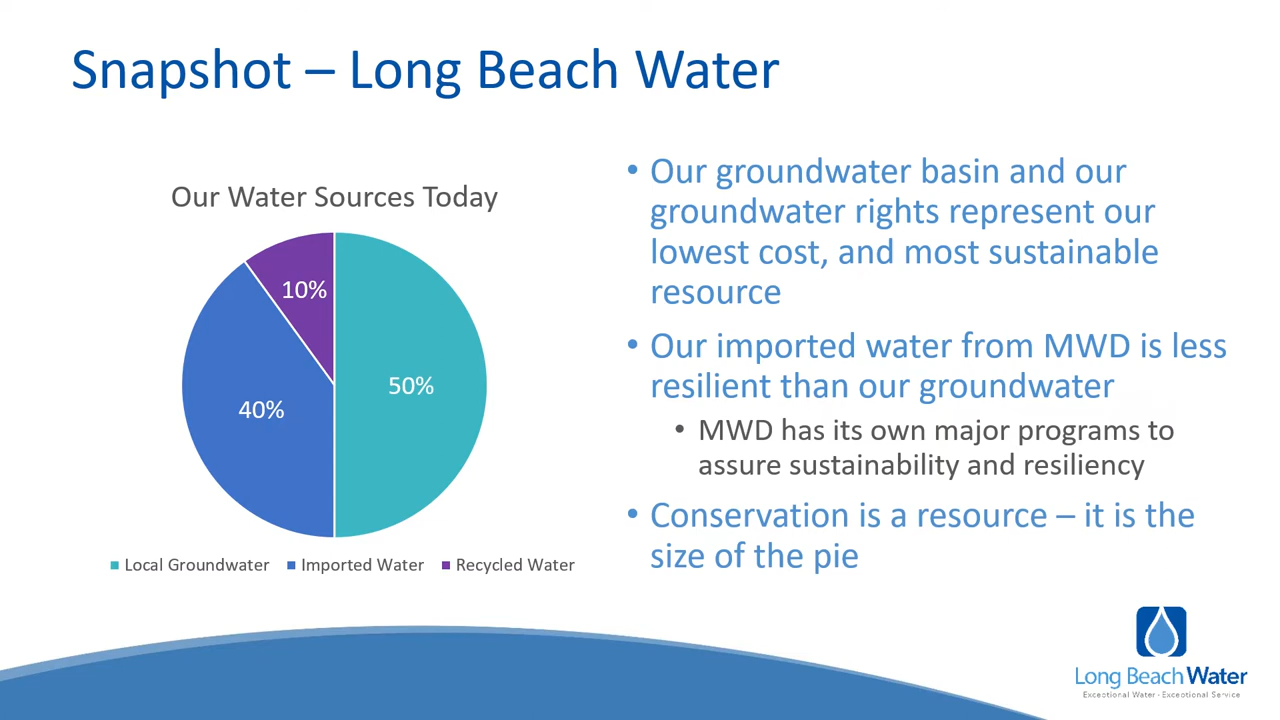 Snapshot – Long Beach Water
Our Water Sources Today
10%
50%
40%
Local Groundwater
Imported Water
Recycled Water
• Our groundwater basin and our
groundwater rights represent our
lowest cost, and most sustainable
resource
• Our imported water from MWD is less
resilient than our groundwater
• MWD has its own major programs to
assure sustainability and resiliency
• Conservation is a resource – it is the
size of the pie
Long Beach Water
Exceptional Water - Exceptional Service